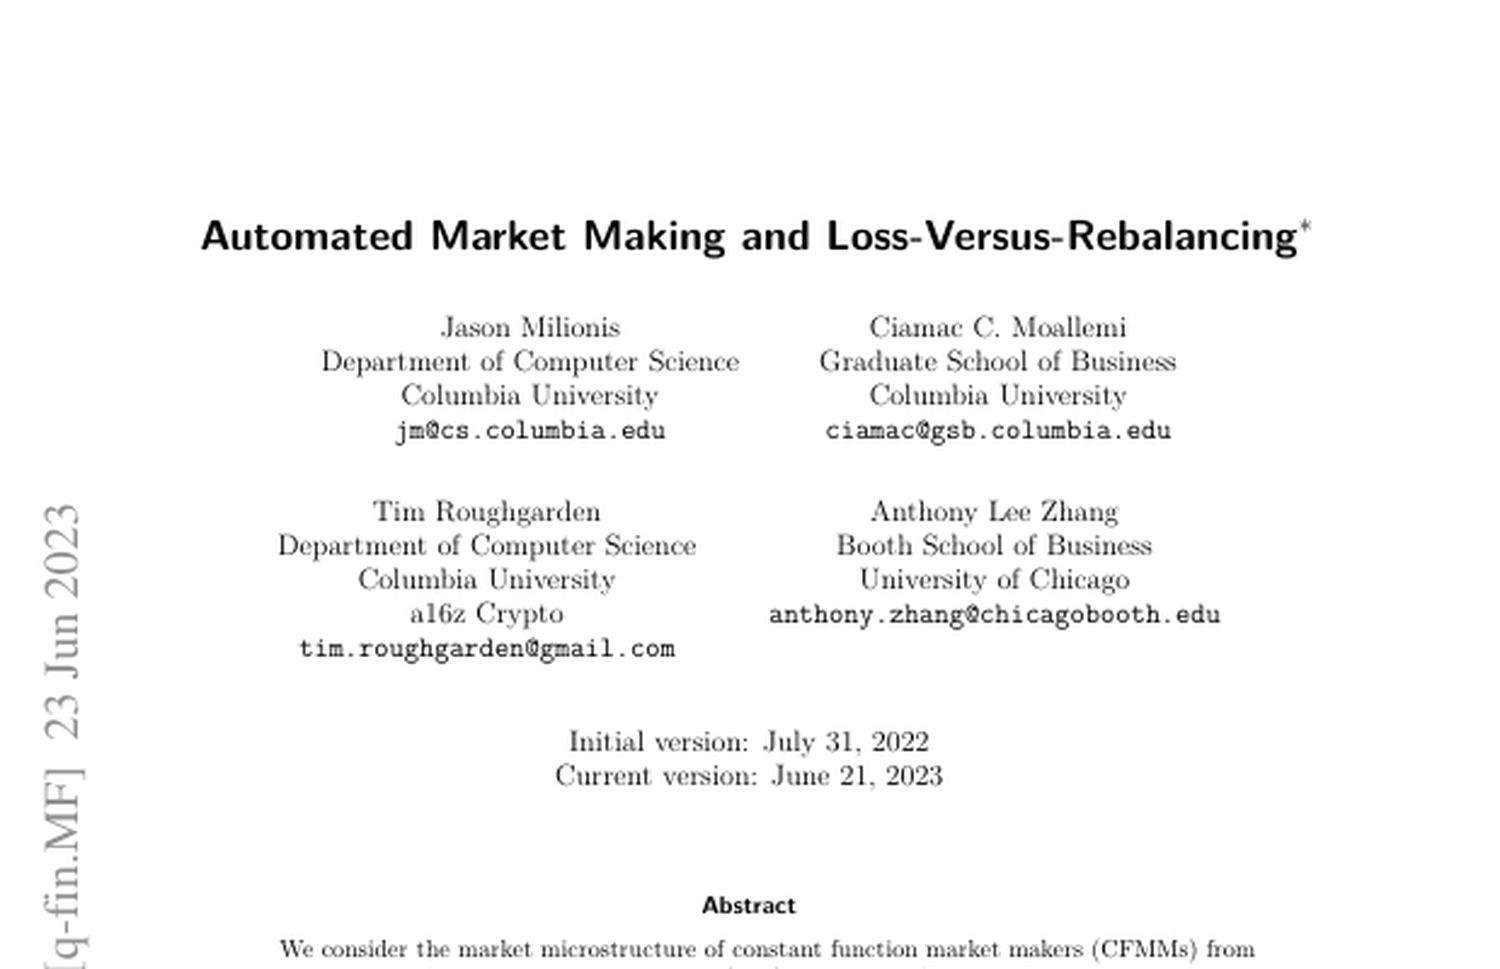 Automated Market Making and Loss-Versus-Rebalancing*
Jason Milionis
Department of Computer Science
Columbia University
jm@cs.columbia.edu
Ciamac C. Moallemi
Graduate School of Business
Columbia University
ciamac@gsb.columbia.edu
Tim Roughgarden
Department of Computer Science
Columbia University
a16z Crypto
tim.roughgarden@gmail.com
Anthony Lee Zhang
Booth School of Business
University of Chicago
anthony.zhang@chicagobooth.edu
Initial version: July 31, 2022
Current version: June 21, 2023
Abstract
We consider the market microstructure of constant function market makers (CFMMs) from
[q-fin.MF] 23 Jun 2023